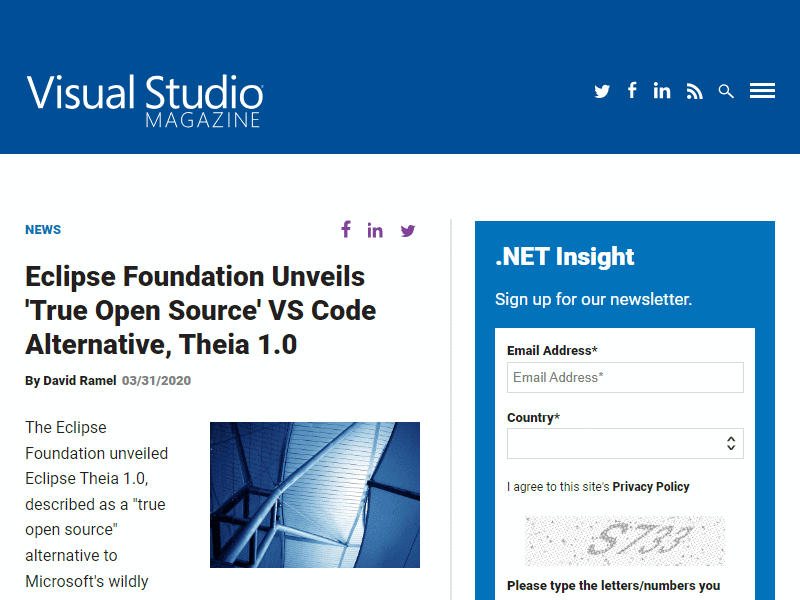 Visual Studio
MAGAZINE
NEWS
Eclipse Foundation Unveils
'True Open Source' VS Code
Alternative, Theia 1.0
By David Ramel 03/31/2020
The Eclipse
Foundation unveiled
Eclipse Theia 1.0,
described as a "true
open source"
alternative to
Microsoft's wildly
.NET Insight
Sign up for our newsletter.
Email Address*
Email Address*
Country*
I agree to this site's Privacy Policy
S733
Please type the letters/numbers you